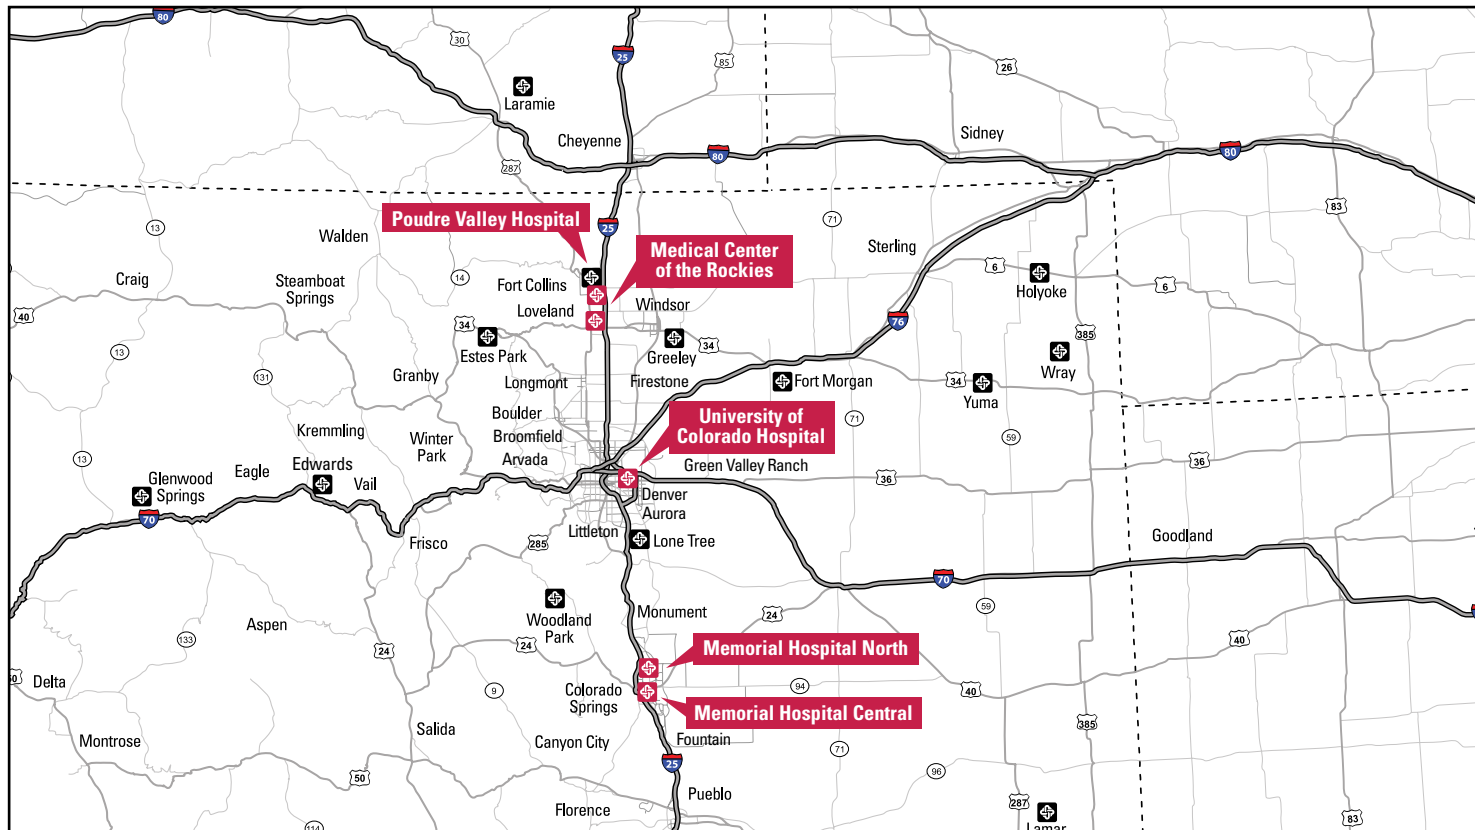 80
30
25
85
26
Laramie
Cheyenne
Sidney
80
80
287
13
71
83
Poudre Valley Hospital
25
Walden
Medical Center
of the Rockies
Sterling
6
Craig
Steamboat
Springs
14
Fort Collins
Holyoke
6
40
Loveland
Windsor
34
76
385
13
Estes Park
Greeley
34
Wray
131
Granby
Longmont
Firestone
Fort Morgan
34
Yuma
Boulder
University of
Colorado Hospital
71
Kremmling
Winter
Park
Broomfield
59
13
Edwards
Arvada
Green Valley Ranch
36
Glenwood
Springs
Eagle
Vail
36
Denver
Aurora
70
Frisco
285
Littleton
Lone Tree
Goodland
70
Woodland
Park
Monument
24
59
Aspen
133
24
24
40
Memorial Hospital North
50
Delta
9
Colorado
Springs
94
40
Memorial Hospital Central
385
Salida
Montrose
Canyon City
Fountain
71
25
50
96
Florence
Pueblo
287
83
114
Lamar